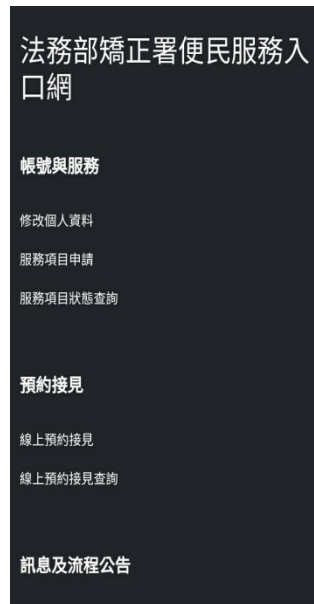 法務部矯正署便民服務入
口網
帳號與服務
修改個人資料
服務項目申請
服務項目狀態查詢
預約接見
線上預約接見
線上預約接見查詢
訊息及流程公告